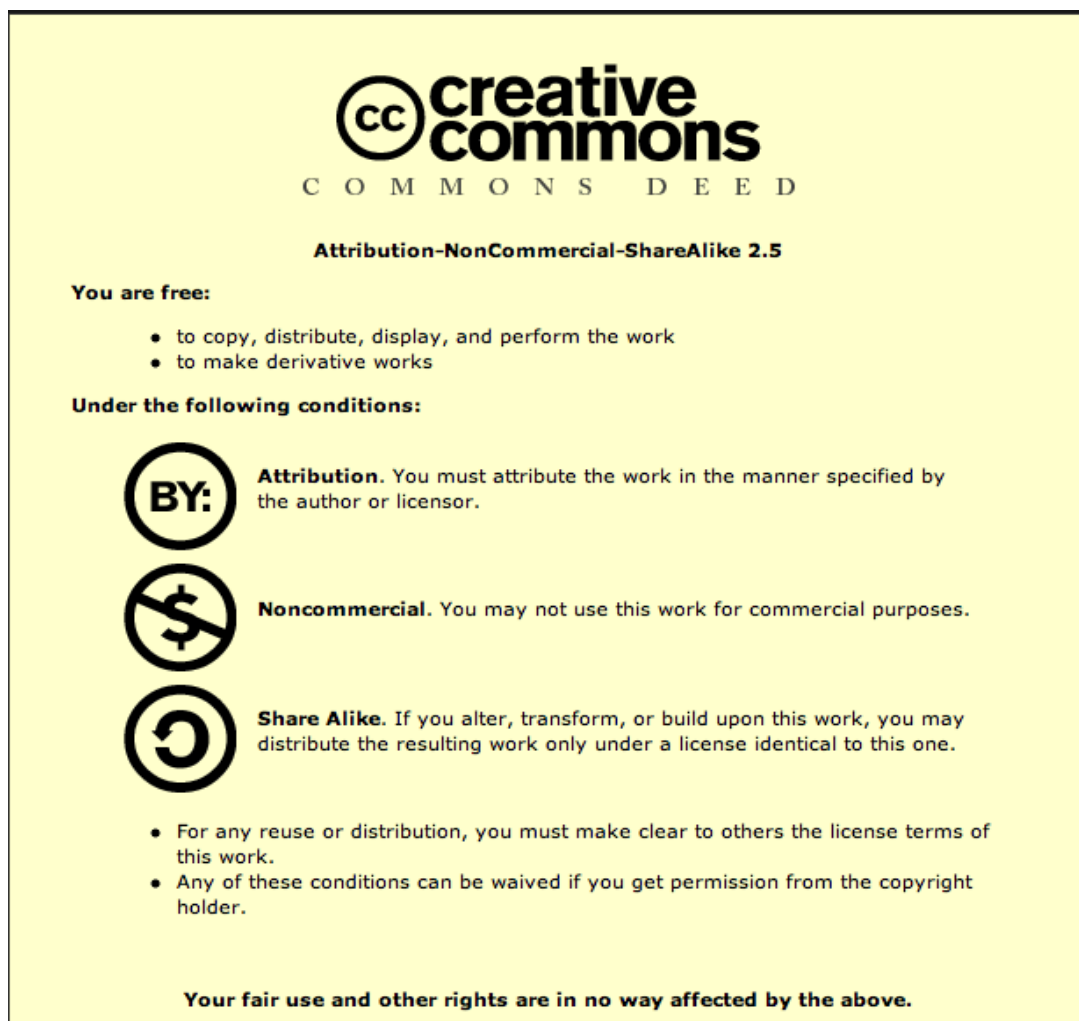 cc creative
commons
COMMONS DEED
Attribution-NonCommercial-ShareAlike 2.5
You are free:
• to copy, distribute, display, and perform the work
• to make derivative works
Under the following conditions:
BY:
Attribution. You must attribute the work in the manner specified by
the author or licensor.
$
Noncommercial. You may not use this work for commercial purposes.
Share Alike. If you alter, transform, or build upon this work, you may
distribute the resulting work only under a license identical to this one.
• For any reuse or distribution, you must make clear to others the license terms of
this work.
• Any of these conditions can be waived if you get permission from the copyright
holder.
Your fair use and other rights are in no way affected by the above.